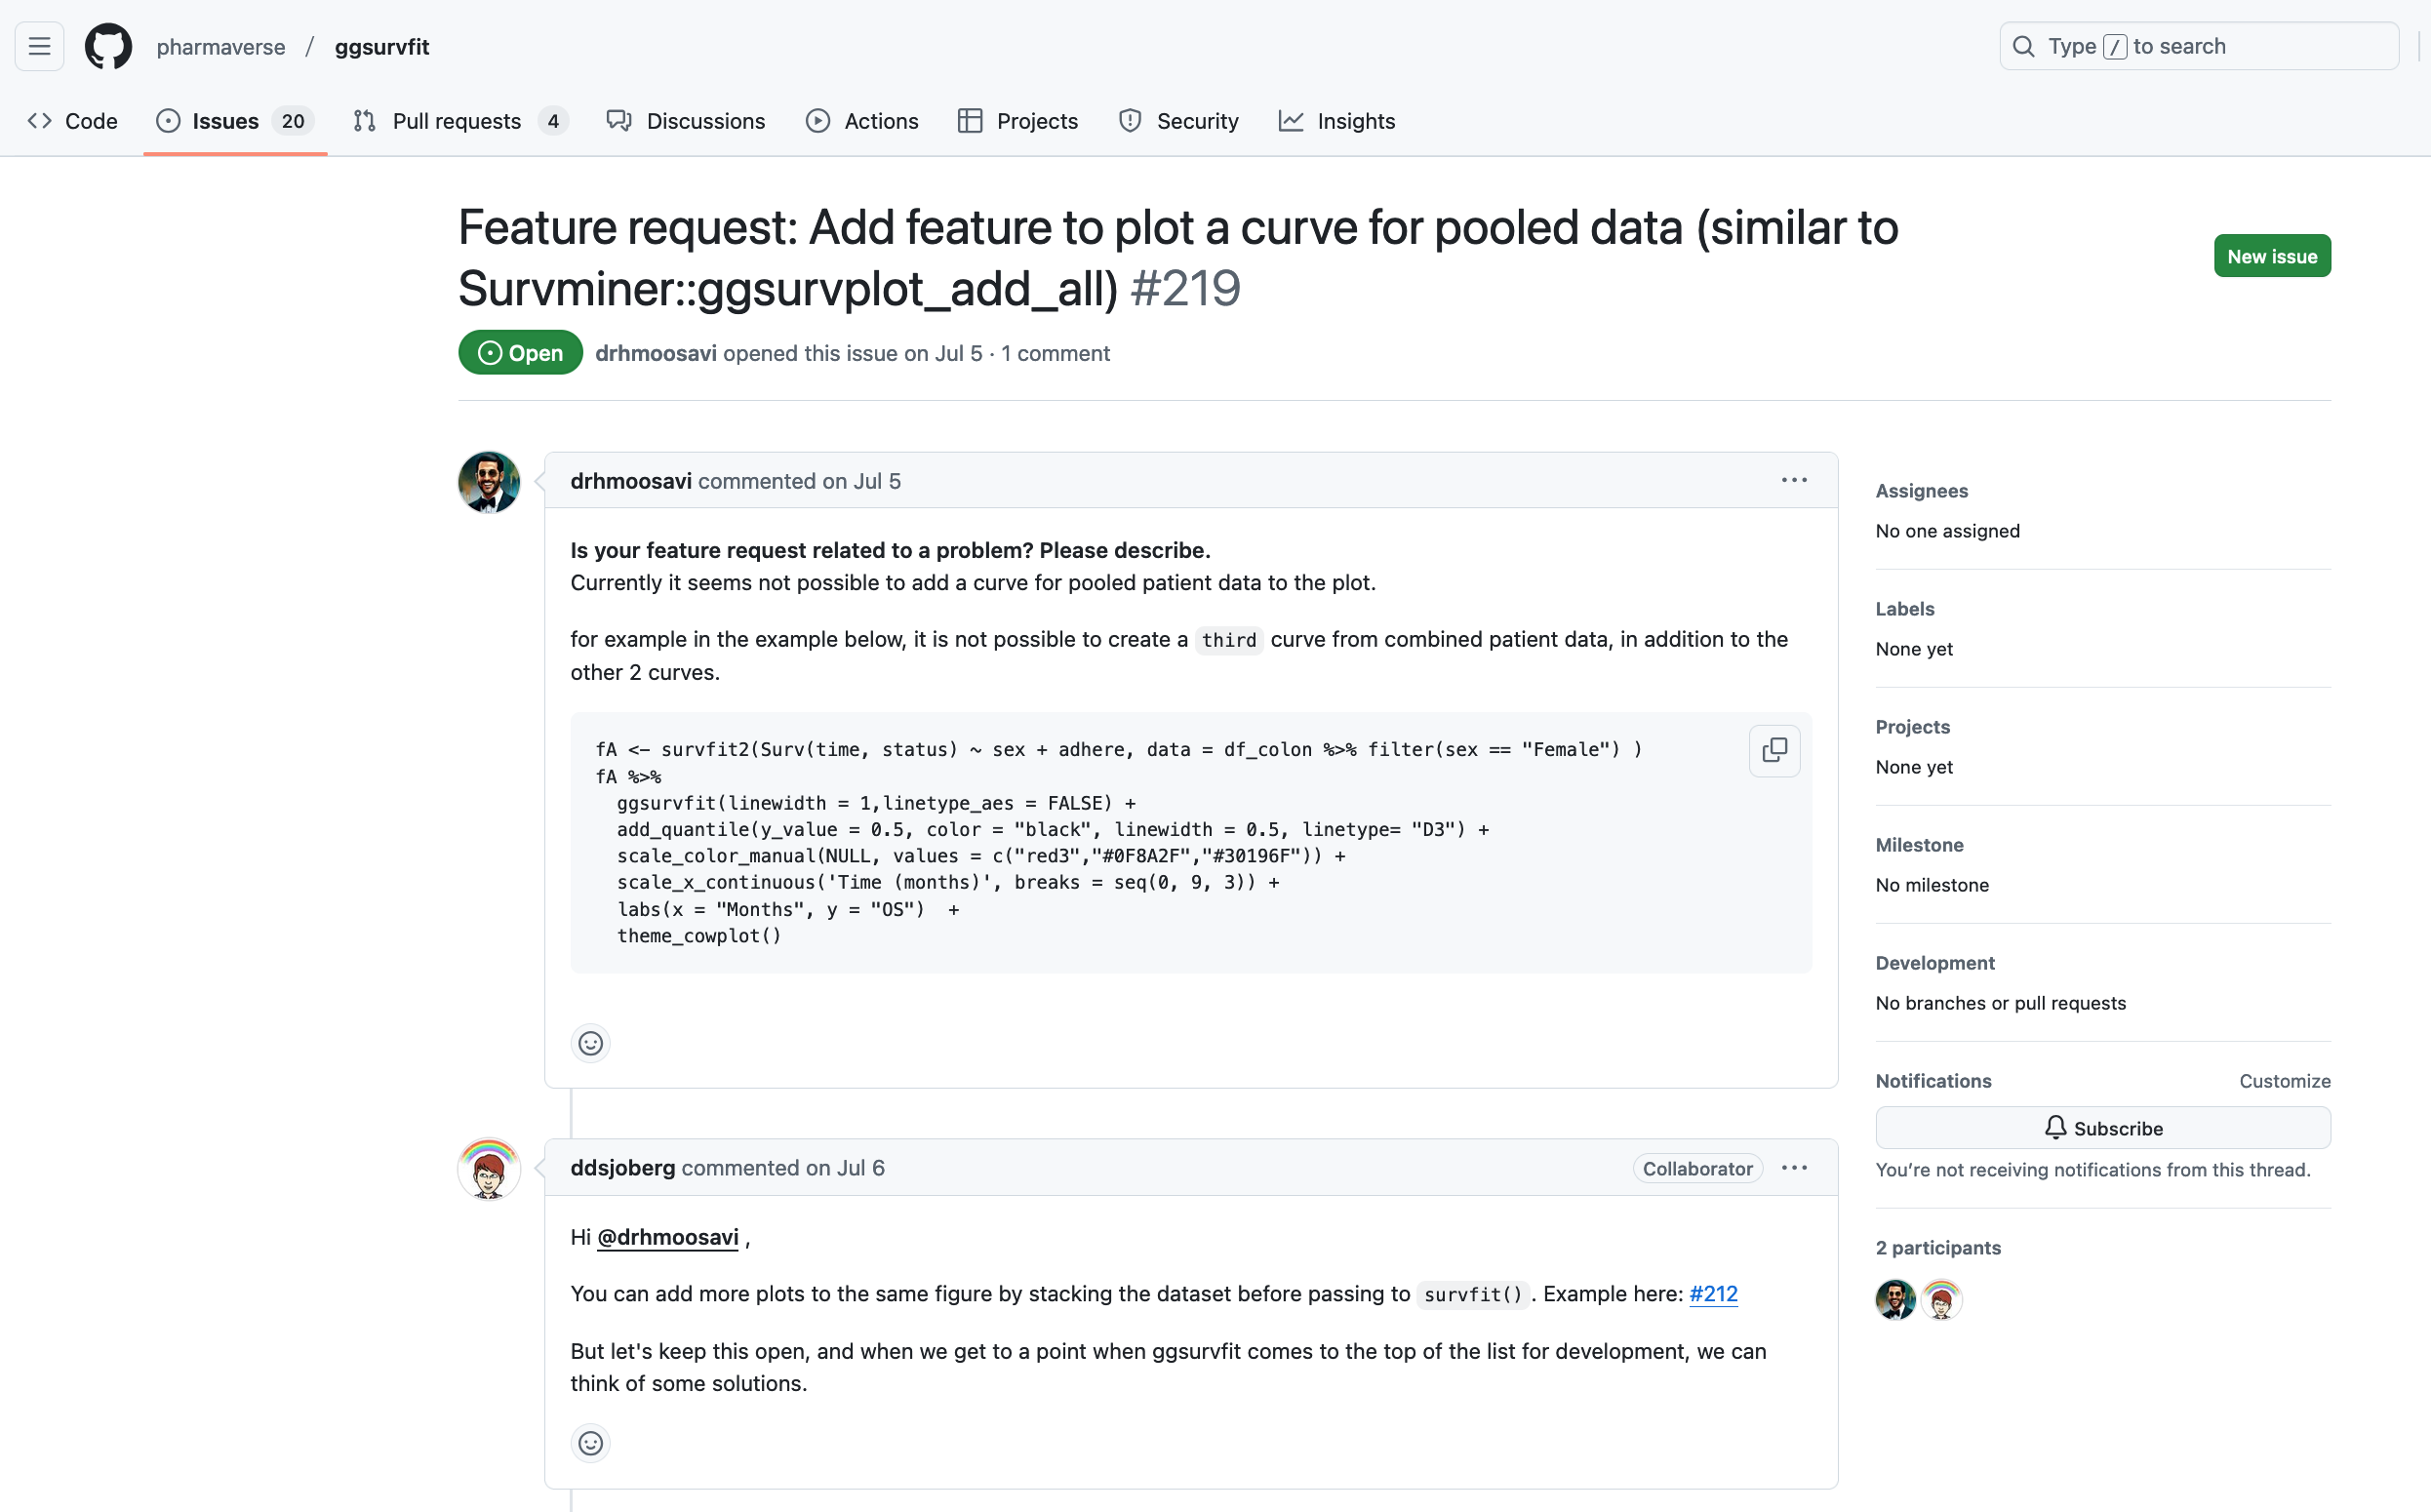 pharmaverse / ggsurvfit
Type / to search
Code Issues 20 Pull requests 4 Discussions Actions Projects Security Insights
Feature request: Add feature to plot a curve for pooled data (similar to
Survminer::ggsurvplot_add_all) #219
New issue
Open drhmoosavi opened this issue on Jul 5 · 1 comment
drhmoosavi commented on Jul 5
Is your feature request related to a problem? Please describe.
Currently it seems not possible to add a curve for pooled patient data to the plot.
for example in the example below, it is not possible to create a third curve from combined patient data, in addition to the
other 2 curves.
fA <- survfit2(Surv(time, status) ~ sex + adhere, data = df_colon %>% filter(sex == "Female") )
fA %>%
  ggsurvfit(linewidth = 1,linetype_aes = FALSE) +
  add_quantile(y_value = 0.5, color = "black", linewidth = 0.5, linetype= "D3") +
  scale_color_manual(NULL, values = c("red3","#0F8A2F","#30196F")) +
  scale_x_continuous('Time (months)', breaks = seq(0, 9, 3)) +
  labs(x = "Months", y = "OS")  +
  theme_cowplot()
ddsjoberg commented on Jul 6
Collaborator
Hi @drhmoosavi ,
You can add more plots to the same figure by stacking the dataset before passing to survfit() . Example here: #212
But let's keep this open, and when we get to a point when ggsurvfit comes to the top of the list for development, we can
think of some solutions.
Assignees
No one assigned
Labels
None yet
Projects
None yet
Milestone
No milestone
Development
No branches or pull requests
Notifications
Customize
Subscribe
You're not receiving notifications from this thread.
2 participants